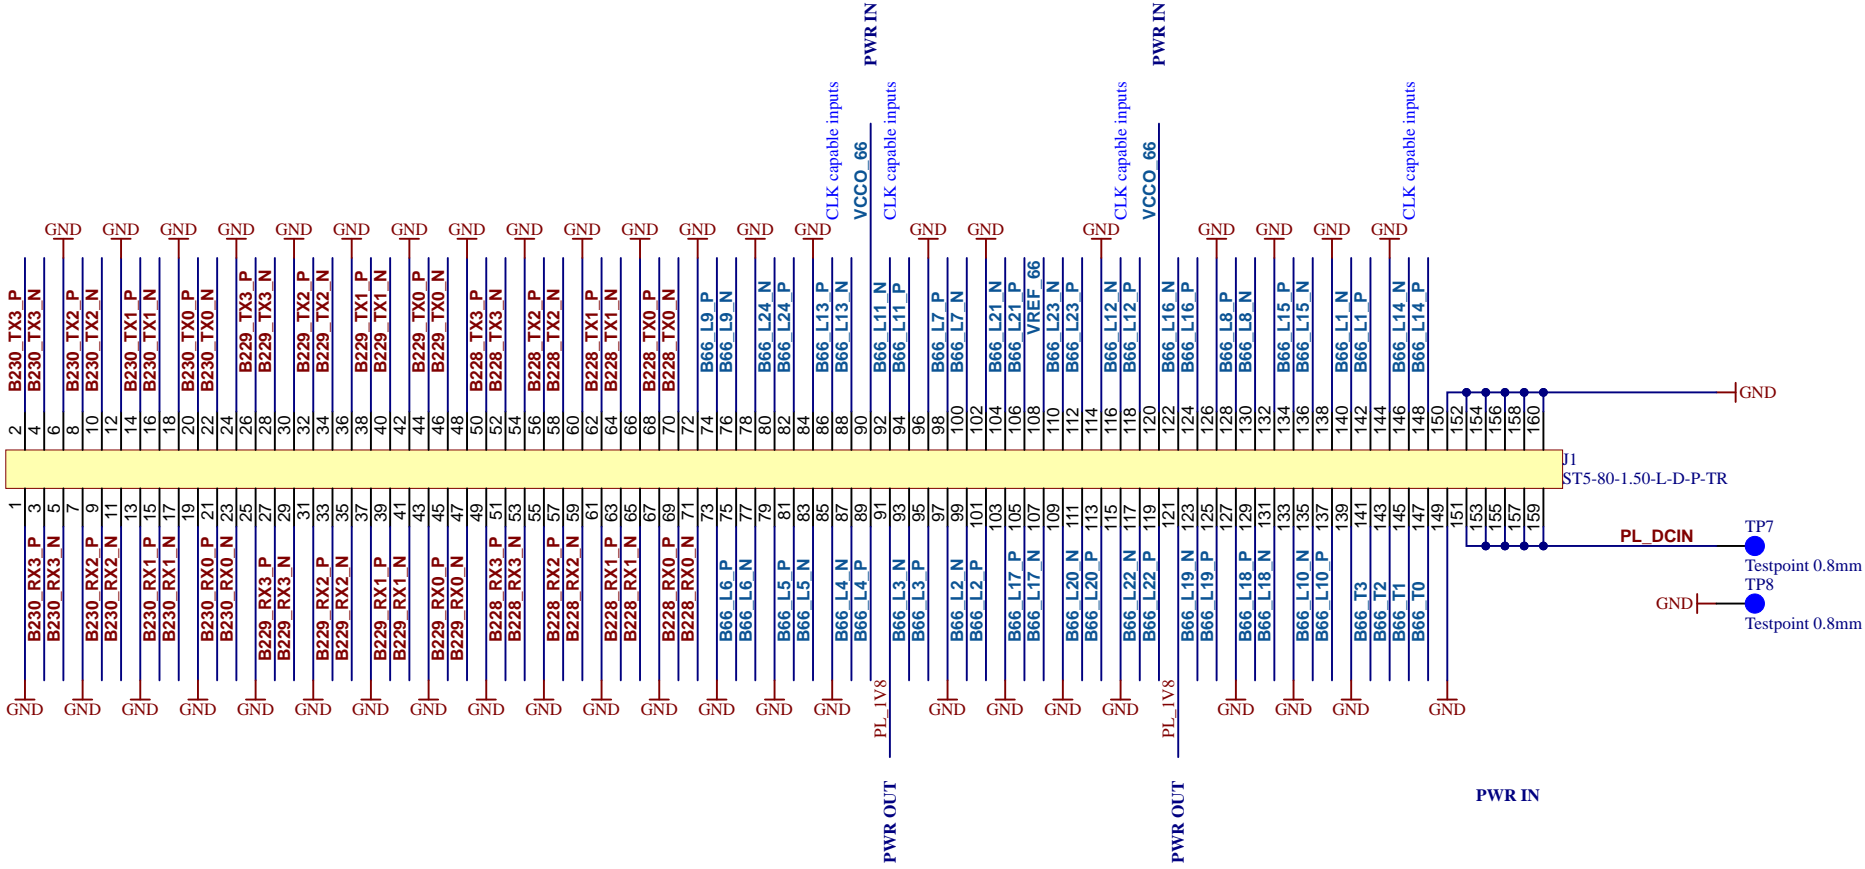 PWR IN
PWR IN
CLK capable inputs
VCCO_66
CLK capable inputs
CLK capable inputs
VCCO_66
CLK capable inputs
GND GND GND GND GND GND GND GND GND GND GND GND GND GND GND GND GND GND GND GND GND
B230_TX3_P
B230_TX3_N
B230_TX2_P
B230_TX2_N
B230_TX1_P
B230_TX1_N
B230_TX0_P
B230_TX0_N
B229_TX3_P
B229_TX3_N
B229_TX2_P
B229_TX2_N
B229_TX1_P
B229_TX1_N
B229_TX0_P
B229_TX0_N
B228_TX3_P
B228_TX3_N
B228_TX2_P
B228_TX2_N
B228_TX1_P
B228_TX1_N
B228_TX0_P
B228_TX0_N
B66_L9_P
B66_L9_N
B66_L24_N
B66_L24_P
B66_L13_P
B66_L13_N
B66_L11_N
B66_L11_P
B66_L7_P
B66_L7_N
B66_L21_N
B66_L21_P
VREF_66
B66_L23_N
B66_L23_P
B66_L12_N
B66_L12_P
B66_L16_N
B66_L16_P
B66_L8_P
B66_L8_N
B66_L15_P
B66_L15_N
B66_L1_N
B66_L1_P
B66_L14_N
B66_L14_P
GND
2 4 6 8 10 12 14 16 18 20 22 24 26 28 30 32 34 36 38 40 42 44 46 48 50 52 54 56 58 60 62 64 66 68 70 72 74 76 78 80 82 84 86 88 90 92 94 96 98 100 102 104 106 108 110 112 114 116 118 120 122 124 126 128 130 132 134 136 138 140 142 144 146 148 150 152 154 156 158 160
J1
ST5-80-1.50-L-D-P-TR
1 3 5 7 9 11 13 15 17 19 21 23 25 27 29 31 33 35 37 39 41 43 45 47 49 51 53 55 57 59 61 63 65 67 69 71 73 75 77 79 81 83 85 87 89 91 93 95 97 99 101 103 105 107 109 111 113 115 117 119 121 123 125 127 129 131 133 135 137 139 141 143 145 147 149 151 153 155 157 159
B230_RX3_P
B230_RX3_N
B230_RX2_P
B230_RX2_N
B230_RX1_P
B230_RX1_N
B230_RX0_P
B230_RX0_N
B229_RX3_P
B229_RX3_N
B229_RX2_P
B229_RX2_N
B229_RX1_P
B229_RX1_N
B229_RX0_P
B229_RX0_N
B228_RX3_P
B228_RX3_N
B228_RX2_P
B228_RX2_N
B228_RX1_P
B228_RX1_N
B228_RX0_P
B228_RX0_N
B66_L6_P
B66_L6_N
B66_L5_P
B66_L5_N
B66_L4_N
B66_L4_P
B66_L3_N
B66_L3_P
B66_L2_N
B66_L2_P
B66_L17_P
B66_L17_N
B66_L20_N
B66_L20_P
B66_L22_N
B66_L22_P
B66_L19_N
B66_L19_P
B66_L18_P
B66_L18_N
B66_L10_N
B66_L10_P
B66_T3
B66_T2
B66_T1
B66_T0
PL_DCIN
TP7
Testpoint 0.8mm
TP8
GND
Testpoint 0.8mm
GND GND GND GND GND GND GND GND GND GND GND GND GND GND GND
PL_1V8
GND GND GND GND
PL_1V8
GND GND GND GND
PWR OUT
PWR OUT
PWR IN